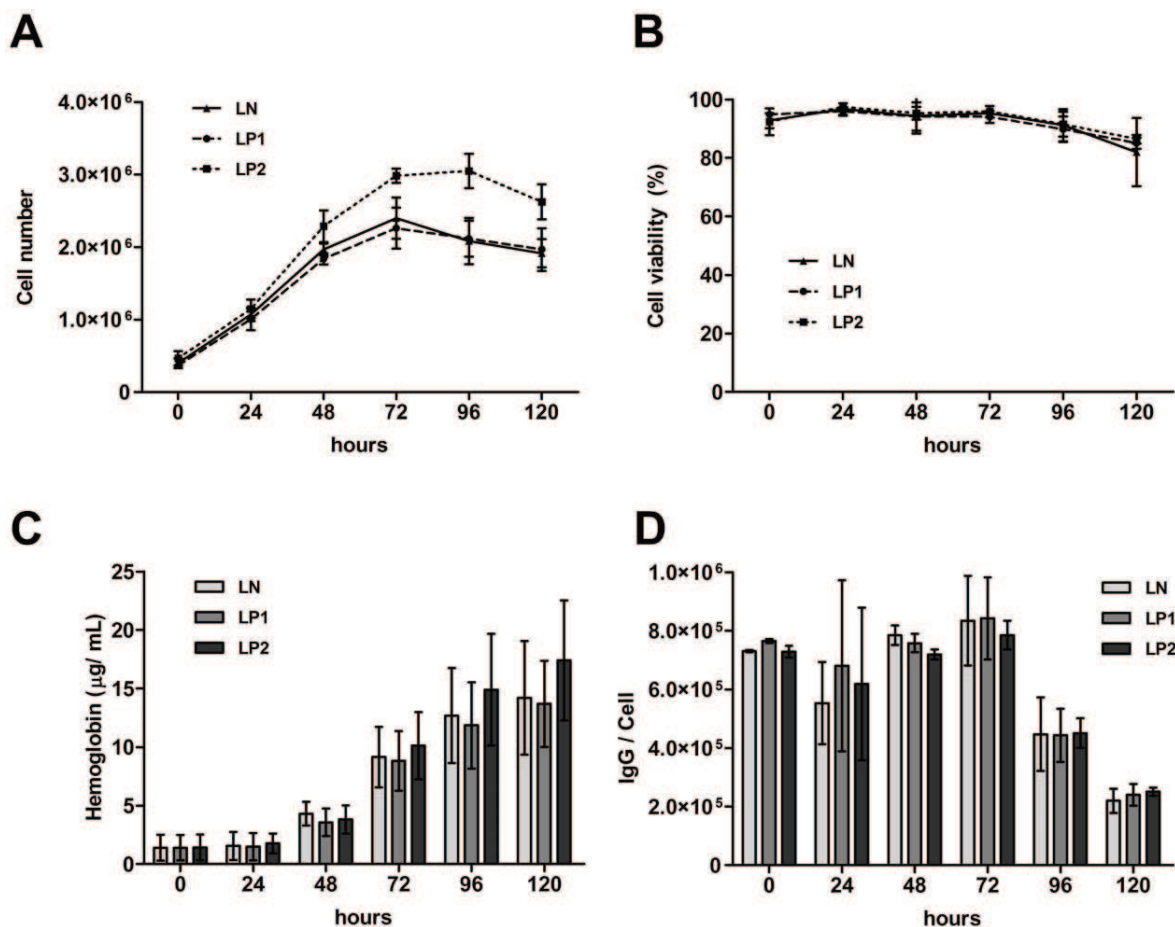 A
4.0×10⁶
3.0×10⁶
2.0×10⁶
1.0×10⁶
0
Cell number
LN
LP1
LP2
0 24 48 72 96 120
hours
B
100
80
60
40
20
0
Cell viability (%)
LN
LP1
LP2
0 24 48 72 96 120
hours
C
25
20
15
10
5
0
Hemoglobin (µg/ mL)
LN
LP1
LP2
0 24 48 72 96 120
hours
D
1.0×10⁶
8.0×10⁵
6.0×10⁵
4.0×10⁵
2.0×10⁵
0
IgG / Cell
LN
LP1
LP2
0 24 48 72 96 120
hours